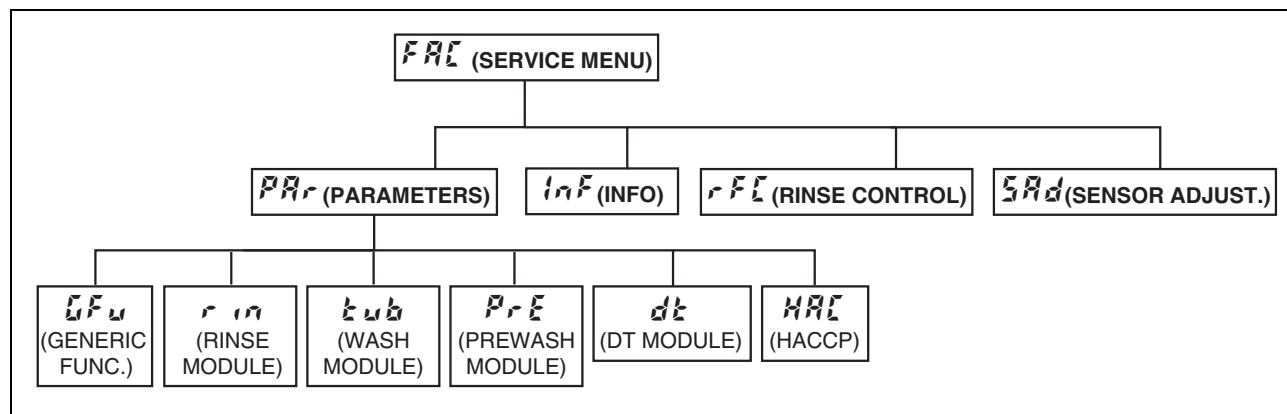 FAC (SERVICE MENU)
PAr (PARAMETERS)
InF (INFO)
rFC (RINSE CONTROL)
SAd (SENSOR ADJUST.)
GFu
(GENERIC
FUNC.)
rin
(RINSE
MODULE)
tub
(WASH
MODULE)
PrE
(PREWASH
MODULE)
dt
(DT MODULE)
HAC
(HACCP)